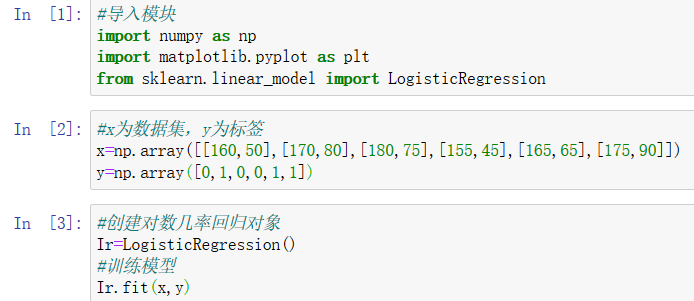 In [1]: #导入模块
import numpy as np
import matplotlib.pyplot as plt
from sklearn.linear_model import LogisticRegression
In [2]: #x为数据集，y为标签
x=np.array([[160,50],[170,80],[180,75],[155,45],[165,65],[175,90]])
y=np.array([0,1,0,0,1,1])
In [3]: #创建对数几率回归对象
Ir=LogisticRegression()
#训练模型
Ir.fit(x,y)